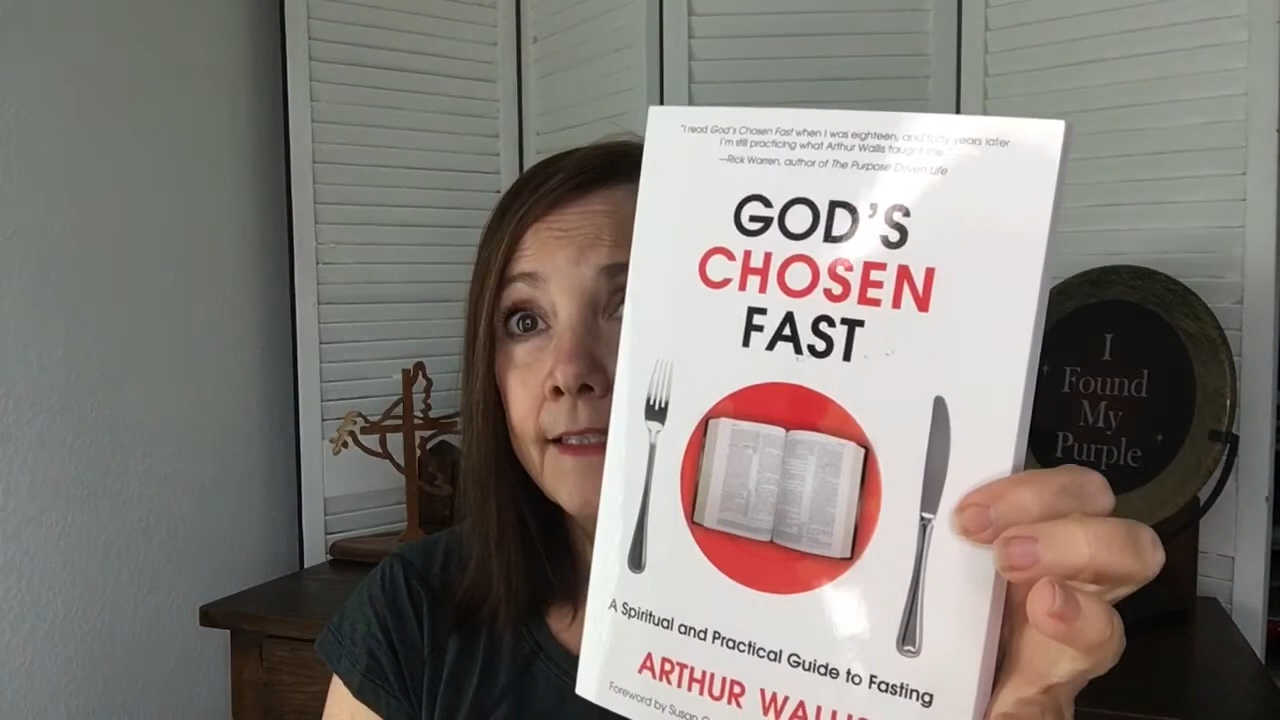 "I read God's Chosen Fast when I was eighteen, and forty years later
I'm still practicing what Arthur Wallis taught me."
—Rick Warren, author of The Purpose Driven Life
GOD'S
CHOSEN
FAST
A Spiritual and Practical Guide to Fasting
ARTHUR WALLIS
Foreword by Susan
I
Found
My
Purple